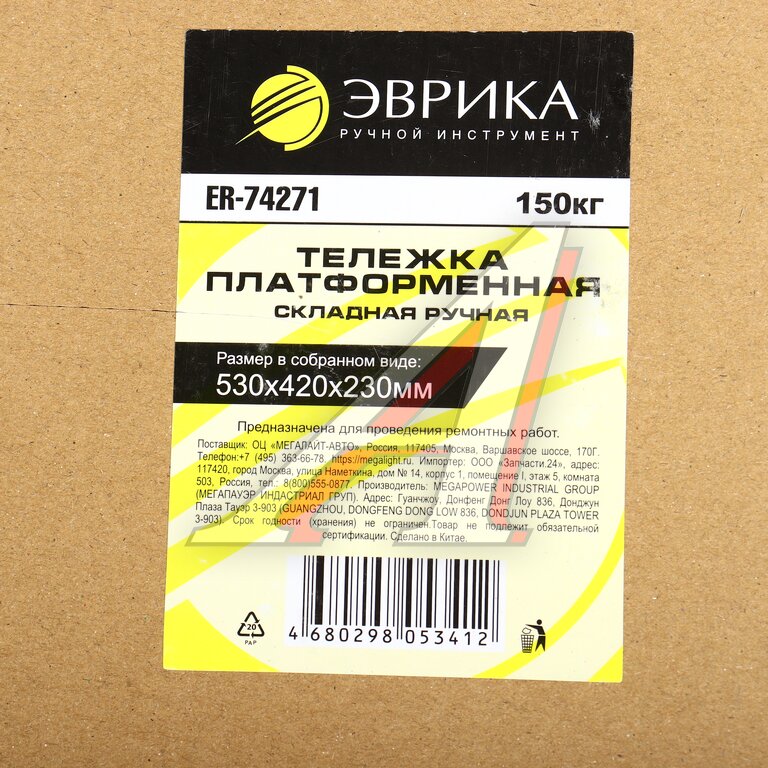 ЭВРИКА
РУЧНОЙ ИНСТРУМЕНТ
ER-74271 150кг
ТЕЛЕЖКА
ПЛАТФОРМЕННАЯ
СКЛАДНАЯ РУЧНАЯ
Размер в собранном виде:
530х420х230мм
Предназначена для проведения ремонтных работ.
Поставщик: ОЦ «МЕГАЛАЙТ-АВТО», Россия, 117405, Москва, Варшавское шоссе, 170Г.
Телефон:+7 (495) 363-66-78 https://megalight.ru. Импортер: ООО «Запчасти.24», адрес:
117420, город Москва, улица Наметкина, дом № 14, корпус 1, помещение I, этаж 5, комната
503, Россия, тел.: 8(800)555-0877. Производитель: MEGAPOWER INDUSTRIAL GROUP
(МЕГАПАУЭР ИНДАСТРИАЛ ГРУП). Адрес: Гуанчжоу, Донфенг Донг Лоу 836, Донджун
Плаза Тауэр 3-903 (GUANGZHOU, DONGFENG DONG LOW 836, DONDJUN PLAZA TOWER
3-903). Срок годности (хранения) не ограничен.Товар не подлежит обязательной
сертификации. Сделано в Китае.
20
PAP
4 680298 053412